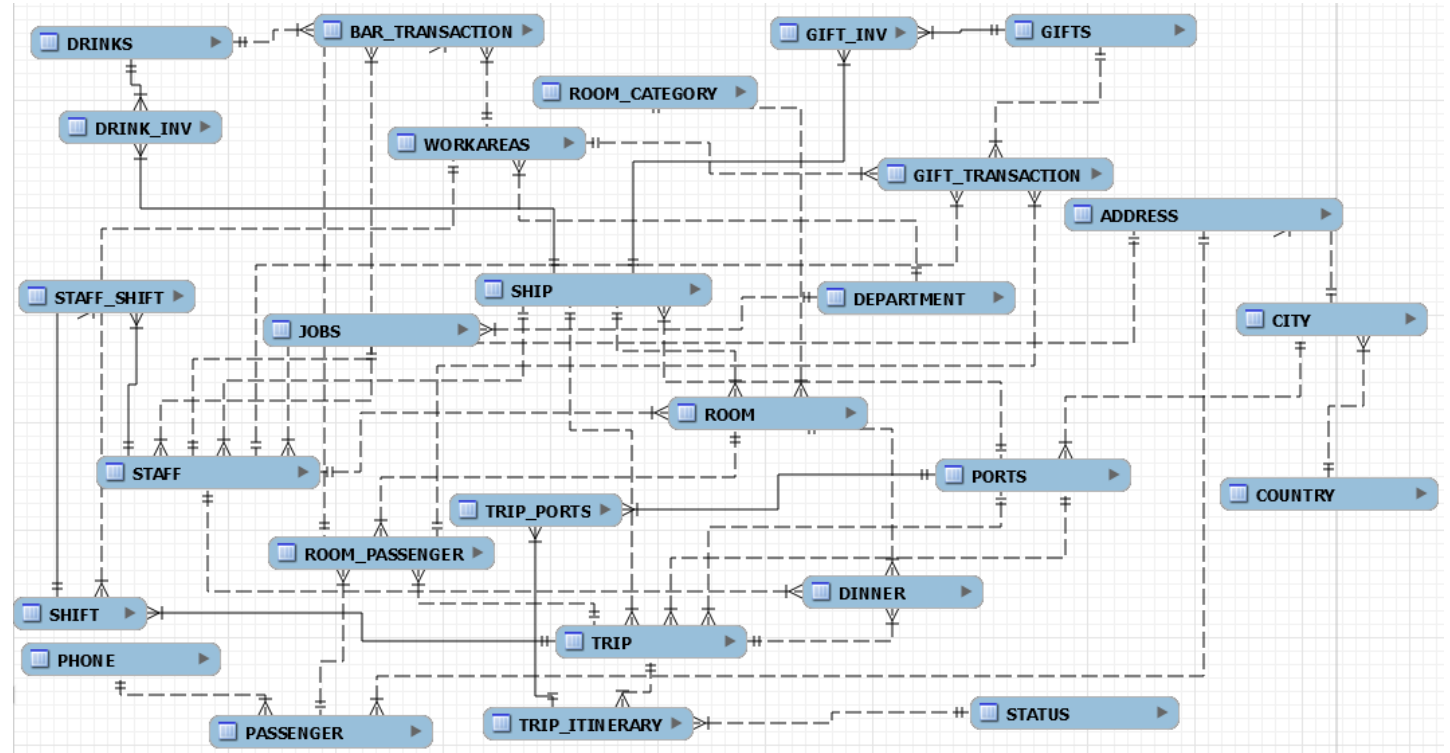 DRINKS
BAR_TRANSACTION
GIFT_INV
GIFTS
ROOM_CATEGORY
DRINK_INV
WORKAREAS
GIFT_TRANSACTION
ADDRESS
STAFF_SHIFT
SHIP
DEPARTMENT
JOBS
CITY
ROOM
STAFF
PORTS
COUNTRY
TRIP_PORTS
ROOM_PASSENGER
DINNER
SHIFT
TRIP
PHONE
STATUS
TRIP_ITINERARY
PASSENGER